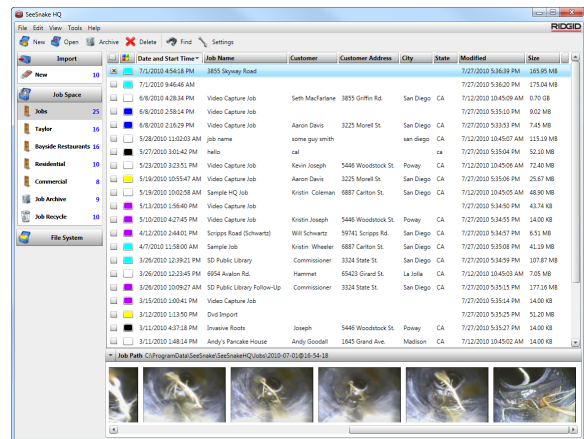 SeeSnake HQ
File Edit View Tools Help
RIDGID
New Open Archive Delete Find Settings
Import
New 10
Job Space
Jobs 25
Taylor 16
Bayside Restaurants 16
Residential 10
Commercial 8
Job Archive 9
Job Recycle 10
File System
Date and Start Time Job Name Customer Customer Address City State Modified Size
7/1/2010 4:54:18 PM 3855 Skyway Road 7/27/2010 5:36:39 PM 165.95 MB
7/1/2010 9:46:46 AM 7/27/2010 5:36:20 PM 175.04 MB
6/8/2010 4:28:34 PM Video Capture Job Seth MacFarlane 3855 Griffin Rd. San Diego CA 7/12/2010 10:45:09 AM 0.70 GB
6/8/2010 2:58:14 PM Video Capture Job 7/27/2010 5:35:10 PM 9.02 MB
6/8/2010 2:16:29 PM Video Capture Job Aaron Davis 3225 Morell St. San Diego CA 7/27/2010 5:33:53 PM 7.45 MB
5/28/2010 11:02:03 AM job name some guy smith san diego CA 7/12/2010 10:45:07 AM 115.19 MB
5/27/2010 3:01:42 PM hello cal ca 7/27/2010 5:35:04 PM 52.10 MB
5/23/2010 3:23:51 PM Video Capture Job Kevin Joseph 5446 Woodstock St. Poway CA 7/12/2010 10:45:06 AM 72.40 MB
5/19/2010 10:55:47 AM Video Capture Job Aaron Davis 3225 Morell St. San Diego CA 7/27/2010 5:35:06 PM 25.67 MB
5/19/2010 10:02:58 AM Sample HQ Job Kristin Coleman 6887 Carlton St. San Diego CA 7/12/2010 10:45:05 AM 48.90 MB
5/13/2010 1:56:40 PM Video Capture Job 7/27/2010 5:34:50 PM 43.74 KB
5/10/2010 4:27:45 PM Video Capture Job Kristin Joseph 5446 Woodstock St. Poway CA 7/27/2010 5:34:55 PM 14.00 KB
4/12/2010 2:44:01 PM Scripps Road (Schwartz) Will Schwartz 59741 Scripps Rd. San Diego CA 7/27/2010 5:34:57 PM 6.51 MB
4/7/2010 11:58:00 AM Sample Job Kristin Wheeler 6887 Carlton St. San Diego CA 7/27/2010 5:35:08 PM 41.19 MB
3/26/2010 12:39:21 PM SD Public Library Commissioner 3324 State St. San Diego CA 7/27/2010 5:34:59 PM 107.87 MB
3/26/2010 12:23:45 PM 6954 Avalon Rd. Hammet 65423 Girard St. La Jolla CA 7/12/2010 10:45:03 AM 7.05 MB
3/26/2010 10:09:27 AM SD Public Library Follow-Up Commissioner 3324 State St. San Diego CA 7/27/2010 5:35:15 PM 177.16 MB
3/15/2010 1:00:41 PM Video Capture Job 7/27/2010 5:35:14 PM 14.00 KB
3/12/2010 1:13:50 PM Dvd Import 7/27/2010 5:35:25 PM 51.20 MB
3/11/2010 4:37:18 PM Invasive Roots Joseph 5446 Woodstock St. Poway CA 7/27/2010 5:35:27 PM 14.00 KB
3/11/2010 1:48:14 PM Andy's Pancake House Andy Goodall 1645 Grand Ave. Madison CA 7/12/2010 10:45:02 AM 14.00 KB
Job Path C:\ProgramData\SeeSnake\SeeSnakeHQ\Jobs\2010-07-01@16-54-18